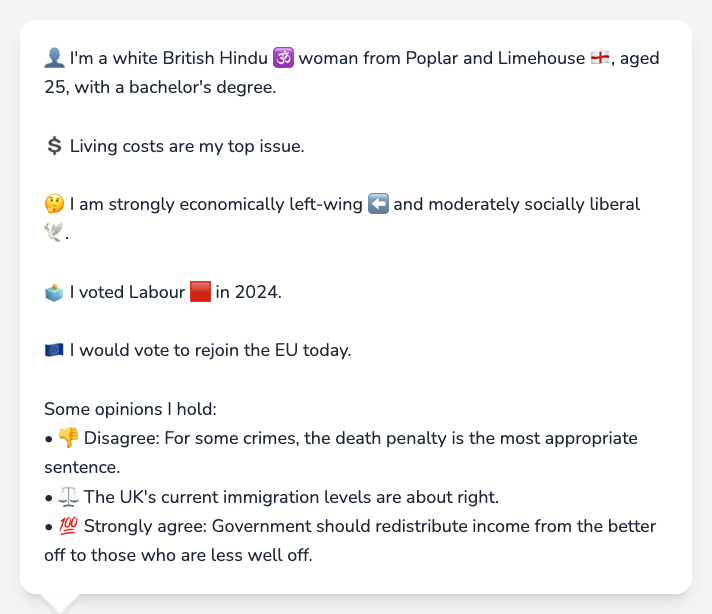 👤 I'm a white British Hindu 🕉️ woman from Poplar and Limehouse 🏴󠁧󠁢󠁥󠁮󠁧󠁿, aged
25, with a bachelor's degree.
💲 Living costs are my top issue.
🤔 I am strongly economically left-wing ⬅️ and moderately socially liberal
🕊️.
🗳️ I voted Labour 🟥 in 2024.
🇪🇺 I would vote to rejoin the EU today.
Some opinions I hold:
• 👎 Disagree: For some crimes, the death penalty is the most appropriate
sentence.
• ⚖️ The UK's current immigration levels are about right.
• 💯 Strongly agree: Government should redistribute income from the better
off to those who are less well off.